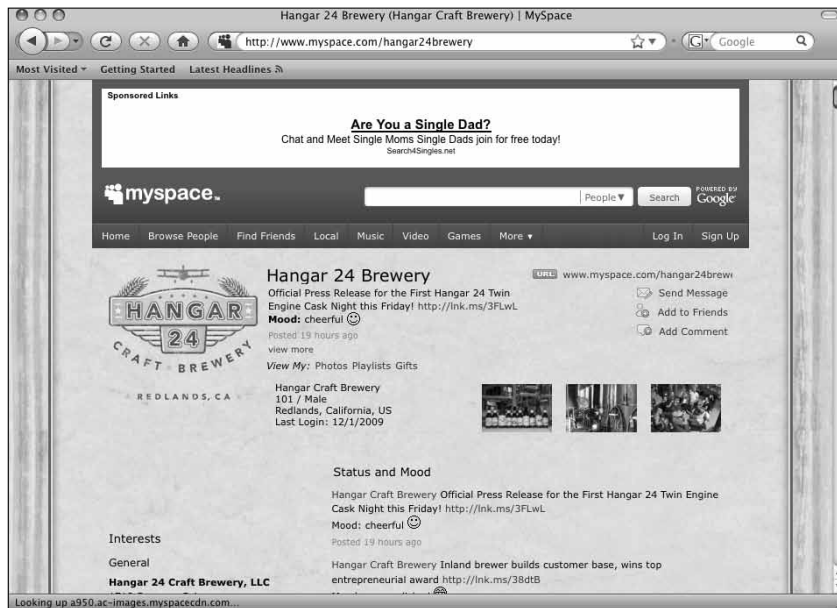 Hangar 24 Brewery (Hangar Craft Brewery) | MySpace
http://www.myspace.com/hangar24brewery
G
Google
Most Visited
Getting Started
Latest Headlines
Sponsored Links
Are You a Single Dad?
Chat and Meet Single Moms Single Dads join for free today!
Search4Singles.net
myspace.
People
Search
POWERED BY
Google
Home Browse People Find Friends Local Music Video Games More
Log In Sign Up
HANGAR
24
CRAFT BREWERY
REDLANDS, CA
Hangar 24 Brewery
Official Press Release for the First Hangar 24 Twin
Engine Cask Night this Friday! http://lnk.ms/3FLwL
Mood: cheerful
Posted 19 hours ago
view more
View My: Photos Playlists Gifts
URL www.myspace.com/hangar24brew
Send Message
Add to Friends
Add Comment
Hangar Craft Brewery
101 / Male
Redlands, California, US
Last Login: 12/1/2009
Status and Mood
Hangar Craft Brewery Official Press Release for the First Hangar 24 Twin Engine
Cask Night this Friday! http://lnk.ms/3FLwL
Mood: cheerful
Posted 19 hours ago
Hangar Craft Brewery Inland brewer builds customer base, wins top
entrepreneurial award http://lnk.ms/38dtB
Interests
General
Hangar 24 Craft Brewery, LLC
Looking up a950.ac-images.myspacecdn.com...